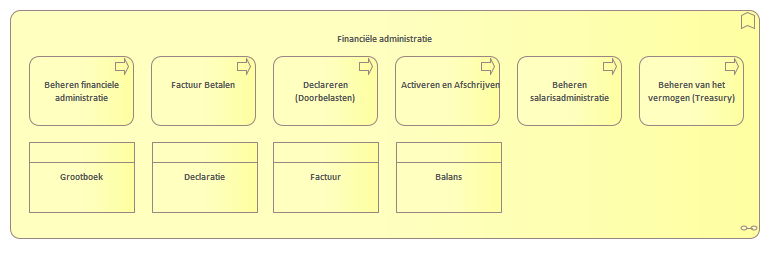 Financiële administratie
Beheren financiele
administratie
Factuur Betalen
Declareren
(Doorbelasten)
Activeren en Afschrijven
Beheren
salarisadministratie
Beheren van het
vermogen (Treasury)
Grootboek
Declaratie
Factuur
Balans